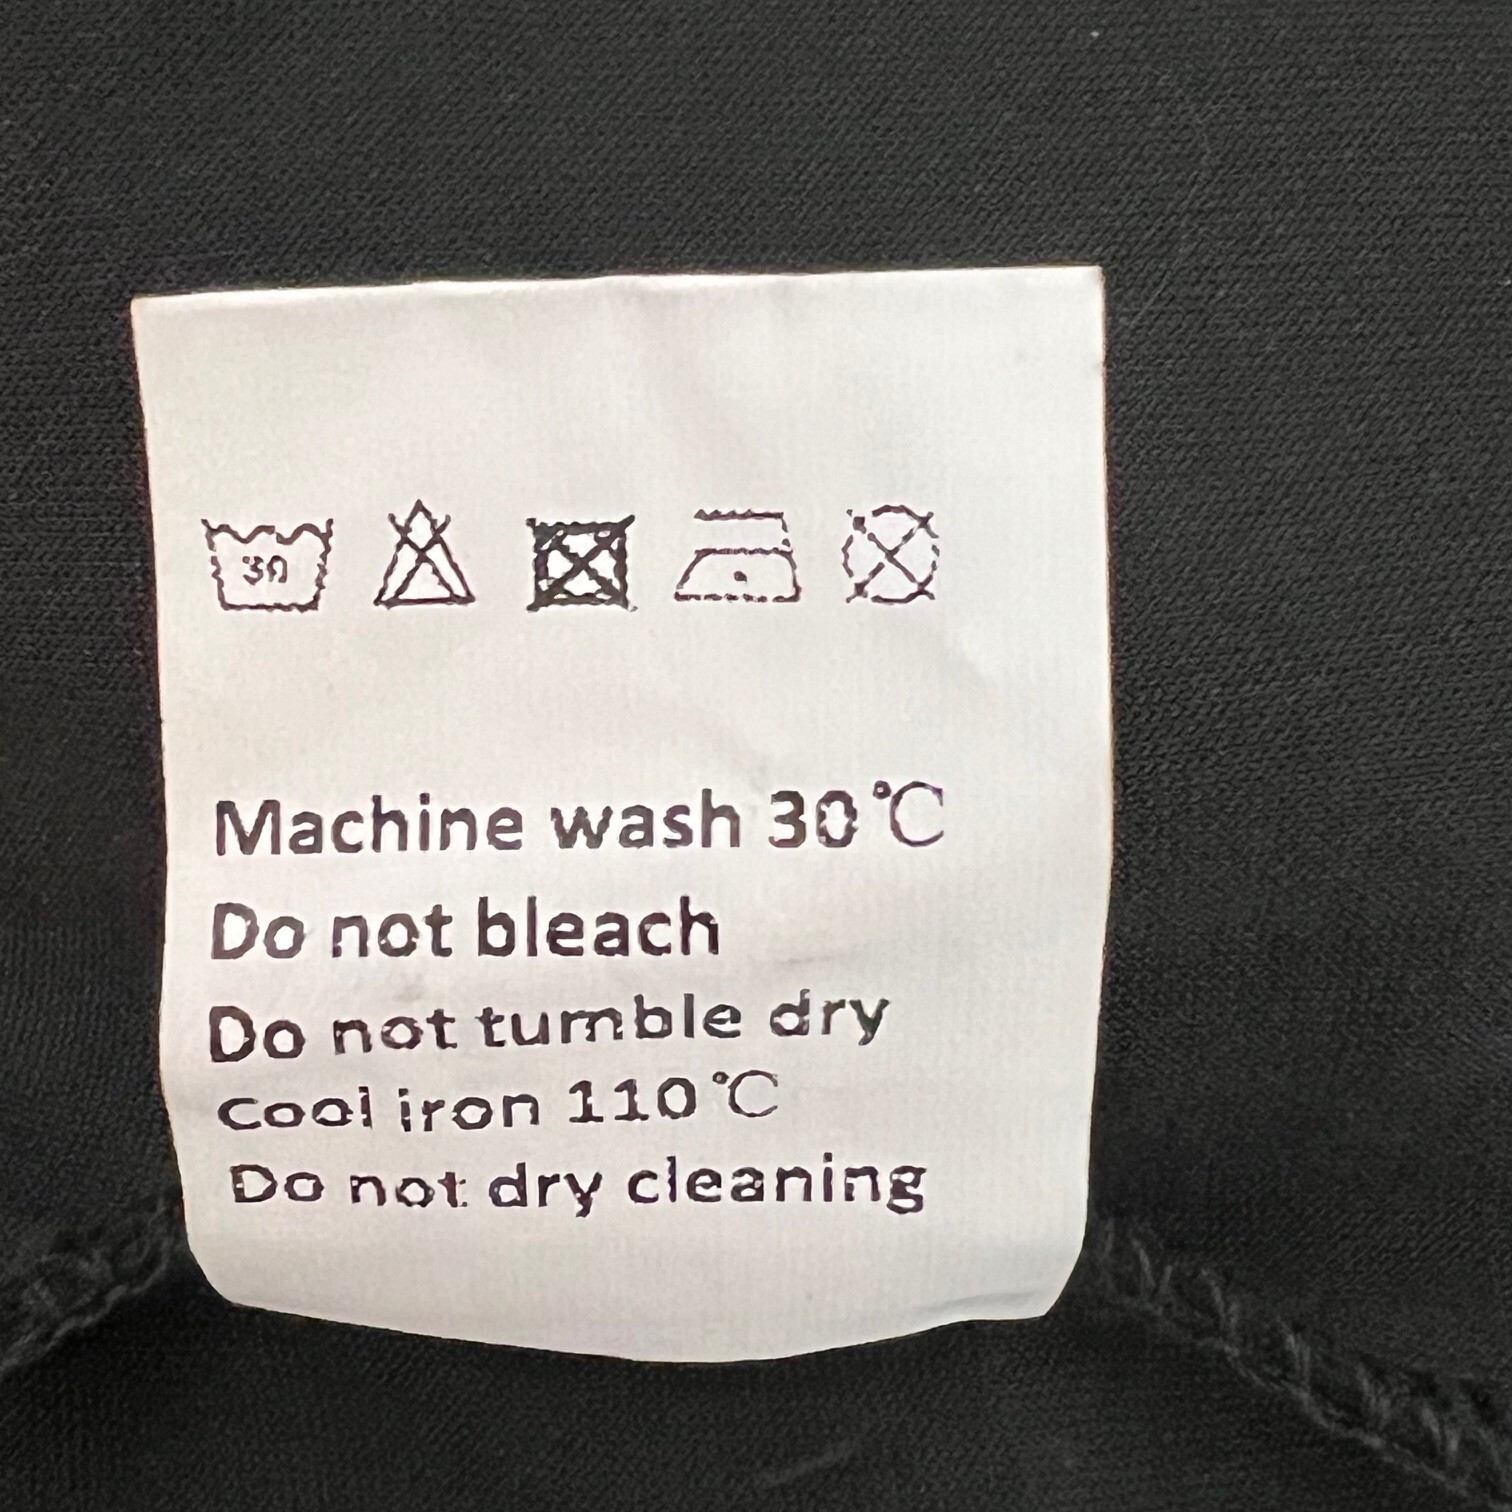 30
Machine wash 30°C
Do not bleach
Do not tumble dry
cool iron 110°C
Do not dry cleaning